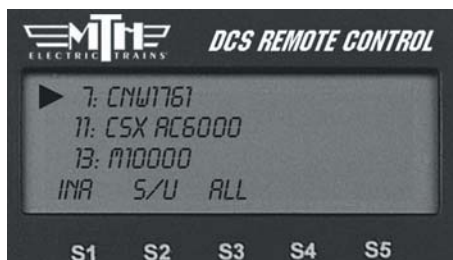 MTH
ELECTRIC TRAINS
DCS REMOTE CONTROL
7: CNW1761
11: CSX AC6000
13: M10000
INA S/U ALL
S1 S2 S3 S4 S5